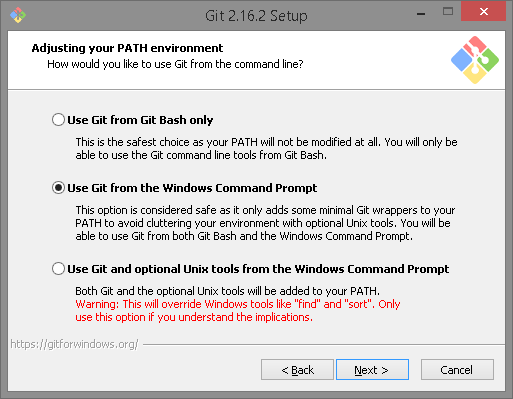 Git 2.16.2 Setup
Adjusting your PATH environment
How would you like to use Git from the command line?
Use Git from Git Bash only
This is the safest choice as your PATH will not be modified at all. You will only be
able to use the Git command line tools from Git Bash.
Use Git from the Windows Command Prompt
This option is considered safe as it only adds some minimal Git wrappers to your
PATH to avoid cluttering your environment with optional Unix tools. You will be
able to use Git from both Git Bash and the Windows Command Prompt.
Use Git and optional Unix tools from the Windows Command Prompt
Both Git and the optional Unix tools will be added to your PATH.
Warning: This will override Windows tools like "find" and "sort". Only
use this option if you understand the implications.
https://gitforwindows.org/
< Back Next > Cancel